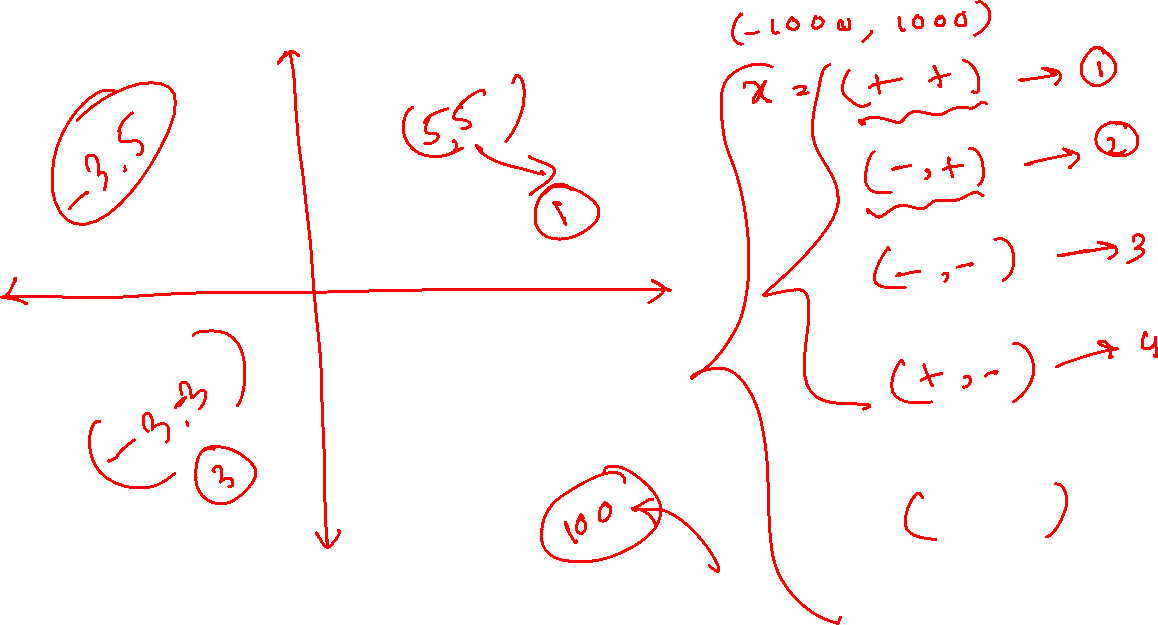 (-1000, 1000)
x = (+ +) → ①
(-,+) → ②
(-,-) → 3
(+,-) → 4
( )
-3,5
(5,5)
①
(-3,3)
③
100